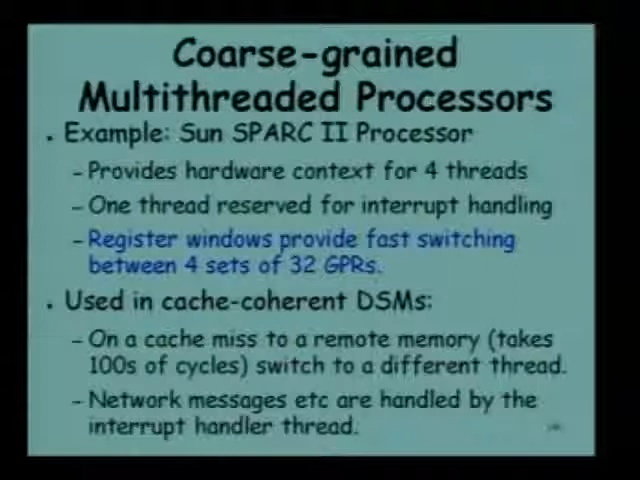 Coarse-grained
Multithreaded Processors
• Example: Sun SPARC II Processor
– Provides hardware context for 4 threads
– One thread reserved for interrupt handling
– Register windows provide fast switching
between 4 sets of 32 GPRs.
• Used in cache-coherent DSMs:
– On a cache miss to a remote memory (takes
100s of cycles) switch to a different thread.
– Network messages etc are handled by the
interrupt handler thread.